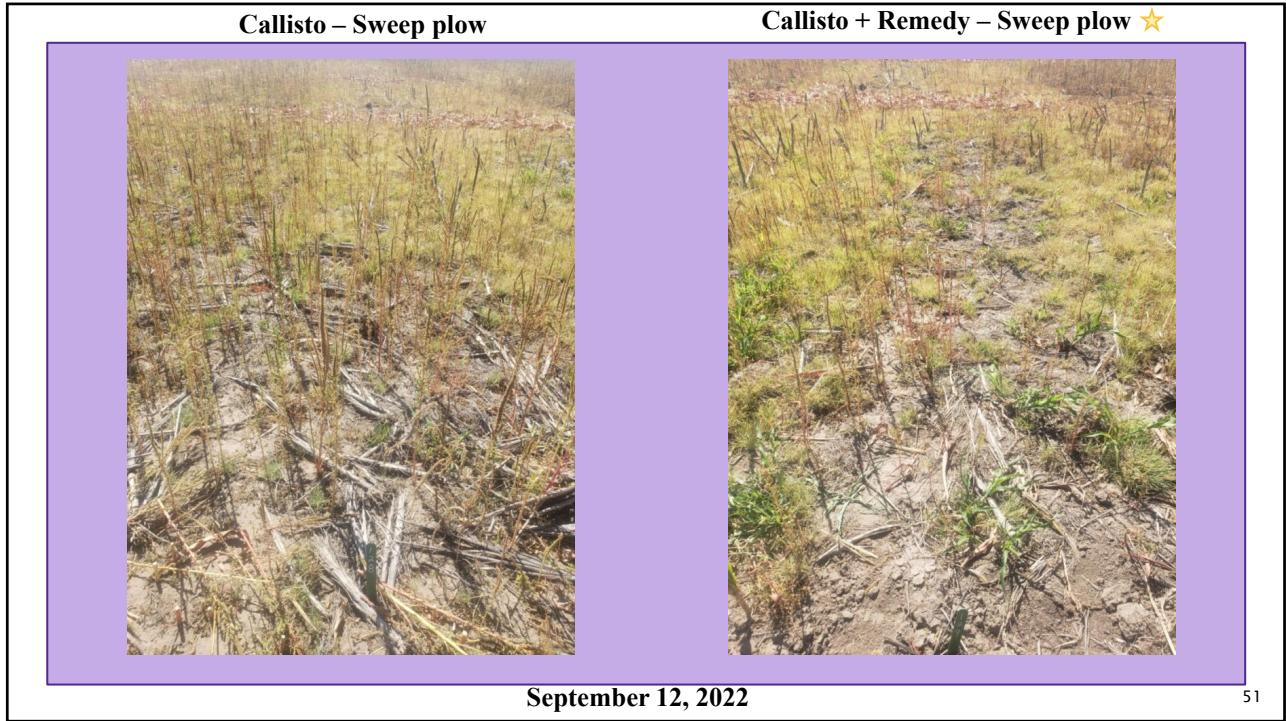 Callisto – Sweep plow
Callisto + Remedy – Sweep plow ☆
September 12, 2022
51